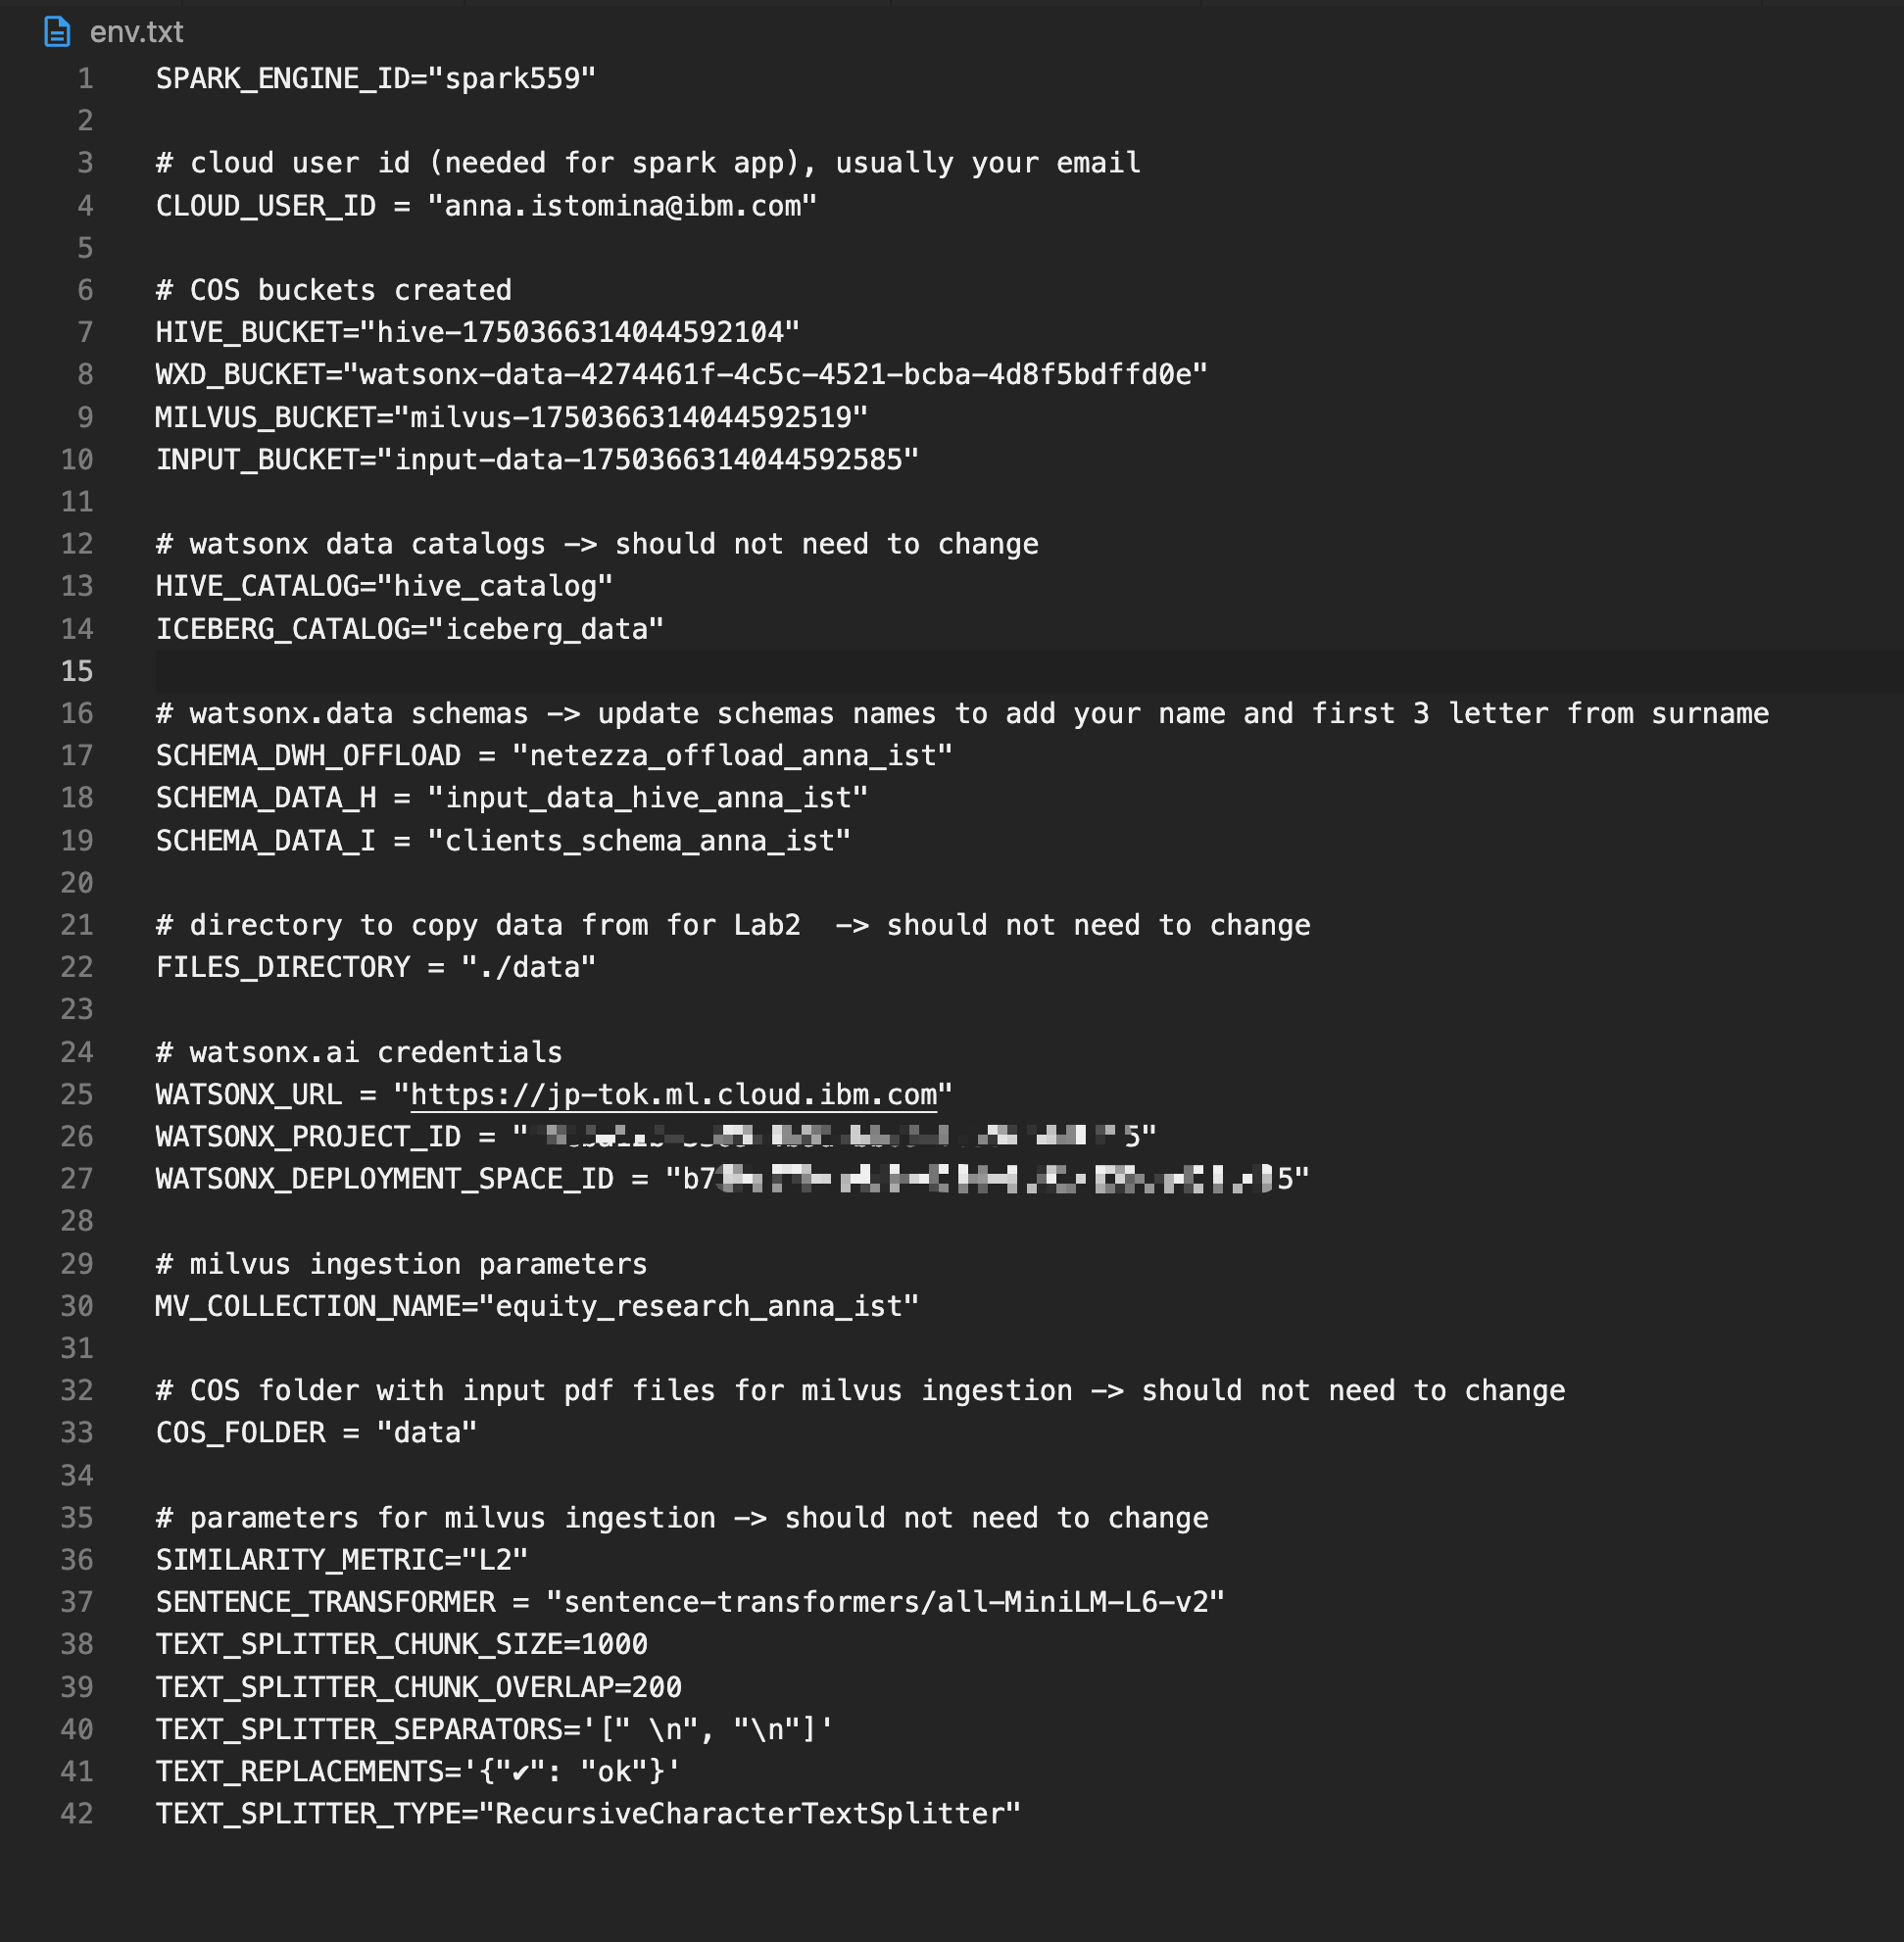 env.txt
1 SPARK_ENGINE_ID="spark559"
2
3 # cloud user id (needed for spark app), usually your email
4 CLOUD_USER_ID = "anna.istomina@ibm.com"
5
6 # COS buckets created
7 HIVE_BUCKET="hive-1750366314044592104"
8 WXD_BUCKET="watsonx-data-4274461f-4c5c-4521-bcba-4d8f5bdffd0e"
9 MILVUS_BUCKET="milvus-1750366314044592519"
10 INPUT_BUCKET="input-data-1750366314044592585"
11
12 # watsonx data catalogs -> should not need to change
13 HIVE_CATALOG="hive_catalog"
14 ICEBERG_CATALOG="iceberg_data"
15
16 # watsonx.data schemas -> update schemas names to add your name and first 3 letter from surname
17 SCHEMA_DWH_OFFLOAD = "netezza_offload_anna_ist"
18 SCHEMA_DATA_H = "input_data_hive_anna_ist"
19 SCHEMA_DATA_I = "clients_schema_anna_ist"
20
21 # directory to copy data from for Lab2  -> should not need to change
22 FILES_DIRECTORY = "./data"
23
24 # watsonx.ai credentials
25 WATSONX_URL = "https://jp-tok.ml.cloud.ibm.com"
26 WATSONX_PROJECT_ID = " 5"
27 WATSONX_DEPLOYMENT_SPACE_ID = "b7 5"
28
29 # milvus ingestion parameters
30 MV_COLLECTION_NAME="equity_research_anna_ist"
31
32 # COS folder with input pdf files for milvus ingestion -> should not need to change
33 COS_FOLDER = "data"
34
35 # parameters for milvus ingestion -> should not need to change
36 SIMILARITY_METRIC="L2"
37 SENTENCE_TRANSFORMER = "sentence-transformers/all-MiniLM-L6-v2"
38 TEXT_SPLITTER_CHUNK_SIZE=1000
39 TEXT_SPLITTER_CHUNK_OVERLAP=200
40 TEXT_SPLITTER_SEPARATORS='[" \n", "\n"]'
41 TEXT_REPLACEMENTS='{"✔": "ok"}'
42 TEXT_SPLITTER_TYPE="RecursiveCharacterTextSplitter"